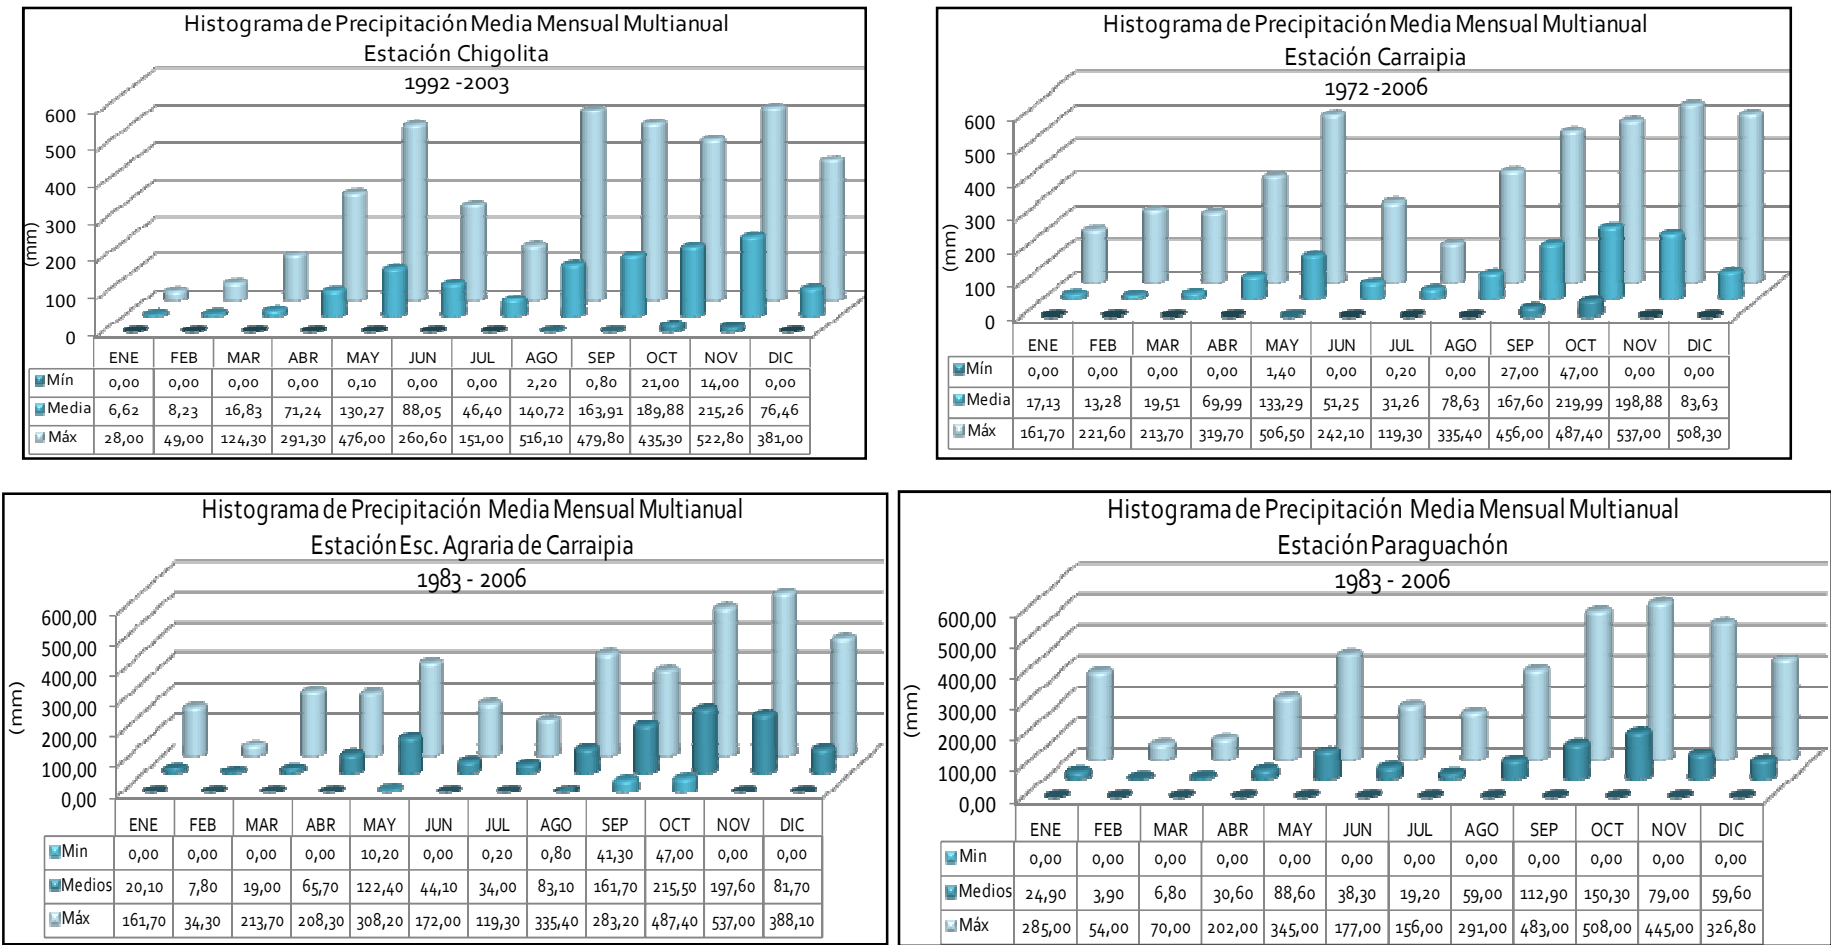 Histograma de Precipitación Media Mensual Multianual
Estación Chigolita
1992 -2003
600
500
400
300
200
100
0
(mm)
ENE FEB MAR ABR MAY JUN JUL AGO SEP OCT NOV DIC
Mín 0,00 0,00 0,00 0,00 0,10 0,00 0,00 2,20 0,80 21,00 14,00 0,00
Media 6,62 8,23 16,83 71,24 130,27 88,05 46,40 140,72 163,91 189,88 215,26 76,46
Máx 28,00 49,00 124,30 291,30 476,00 260,60 151,00 516,10 479,80 435,30 522,80 381,00
Histograma de Precipitación Media Mensual Multianual
Estación Carraipia
1972 -2006
600
500
400
300
200
100
0
(mm)
ENE FEB MAR ABR MAY JUN JUL AGO SEP OCT NOV DIC
Mín 0,00 0,00 0,00 0,00 1,40 0,00 0,20 0,00 27,00 47,00 0,00 0,00
Media 17,13 13,28 19,51 69,99 133,29 51,25 31,26 78,63 167,60 219,99 198,88 83,63
Máx 161,70 221,60 213,70 319,70 506,50 242,10 119,30 335,40 456,00 487,40 537,00 508,30
Histograma de Precipitación Media Mensual Multianual
Estación Esc. Agraria de Carraipia
1983 - 2006
600,00
500,00
400,00
300,00
200,00
100,00
0,00
(mm)
ENE FEB MAR ABR MAY JUN JUL AGO SEP OCT NOV DIC
Min 0,00 0,00 0,00 0,00 10,20 0,00 0,20 0,80 41,30 47,00 0,00 0,00
Medios 20,10 7,80 19,00 65,70 122,40 44,10 34,00 83,10 161,70 215,50 197,60 81,70
Máx 161,70 34,30 213,70 208,30 308,20 172,00 119,30 335,40 283,20 487,40 537,00 388,10
Histograma de Precipitación Media Mensual Multianual
Estación Paraguachón
1983 - 2006
600,00
500,00
400,00
300,00
200,00
100,00
0,00
(mm)
ENE FEB MAR ABR MAY JUN JUL AGO SEP OCT NOV DIC
Min 0,00 0,00 0,00 0,00 0,00 0,00 0,00 0,00 0,00 0,00 0,00 0,00
Medios 24,90 3,90 6,80 30,60 88,60 38,30 19,20 59,00 112,90 150,30 79,00 59,60
Máx 285,00 54,00 70,00 202,00 345,00 177,00 156,00 291,00 483,00 508,00 445,00 326,80